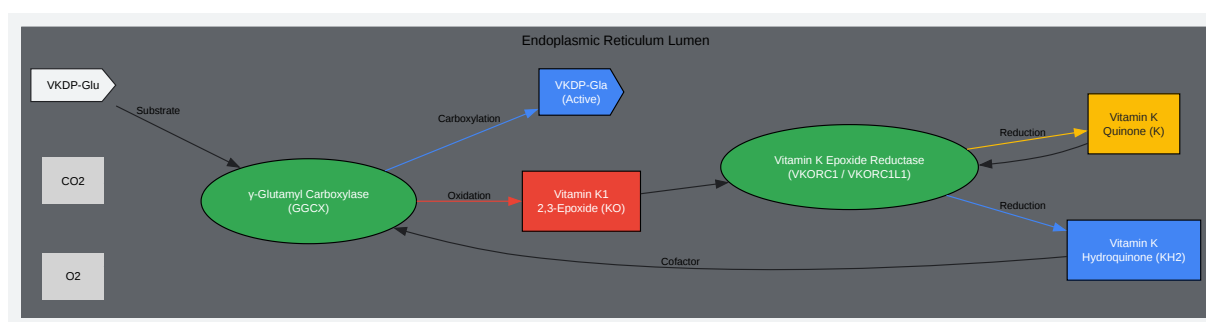 Endoplasmic Reticulum Lumen
VKDP-Glu
Substrate
CO2
O2
γ-Glutamyl Carboxylase
(GGCX)
Carboxylation
VKDP-Gla
(Active)
Oxidation
Vitamin K1
2,3-Epoxide (KO)
Vitamin K Epoxide Reductase
(VKORC1 / VKORC1L1)
Reduction
Vitamin K
Quinone (K)
Reduction
Vitamin K
Hydroquinone (KH2)
Cofactor